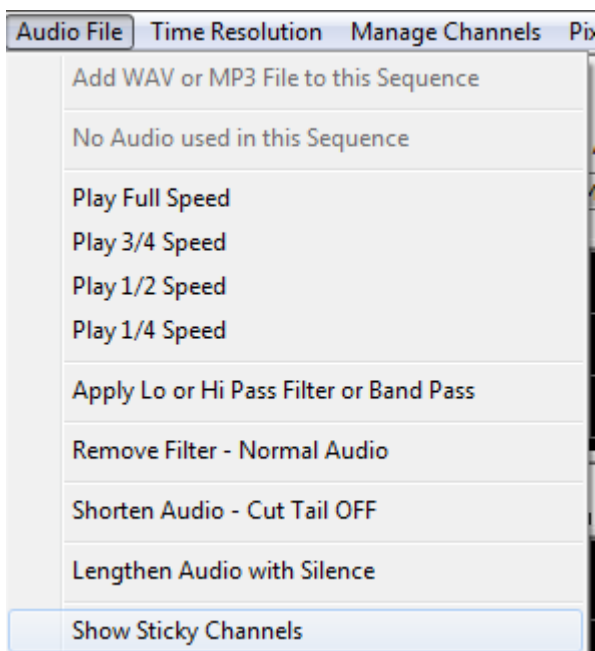 Audio File Time Resolution Manage Channels
Add WAV or MP3 File to this Sequence
No Audio used in this Sequence
Play Full Speed
Play 3/4 Speed
Play 1/2 Speed
Play 1/4 Speed
Apply Lo or Hi Pass Filter or Band Pass
Remove Filter - Normal Audio
Shorten Audio - Cut Tail OFF
Lengthen Audio with Silence
Show Sticky Channels